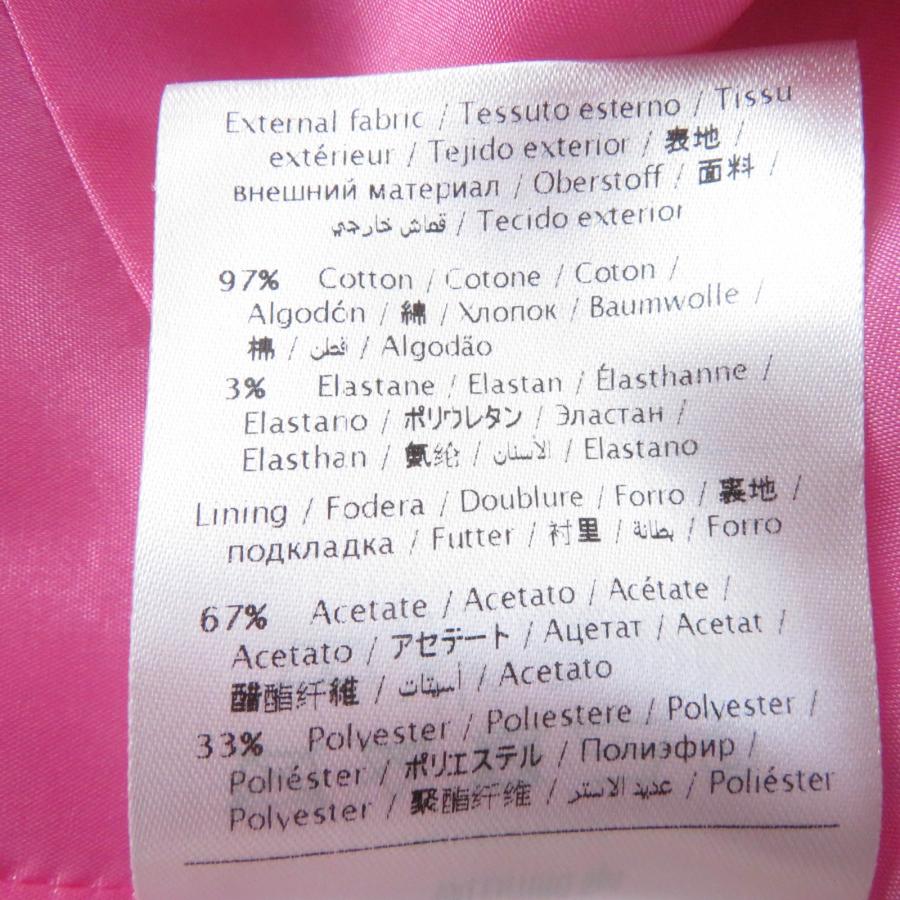 External fabric / Tessuto esterno / Tissu
extérieur / Tejido exterior / 表地 /
внешний материал / Oberstoff / 面料 /
قماش خارجي / Tecido exterior
97% Cotton / Cotone / Coton /
Algodón / 綿 / Хлопок / Baumwolle /
棉 / قطن / Algodão
3% Elastane / Elastan / Élasthanne /
Elastano / ポリウレタン / Эластан /
Elasthan / 氨纶 / الأستان / Elastano
Lining / Fodera / Doublure / Forro / 裏地 /
подкладка / Futter / 衬里 / بطانة / Forro
67% Acetate / Acetato / Acétate /
Acetato / アセテート / Ацетат / Acetat /
醋酯纤維 / أسيتات / Acetato
33% Polyester / Poliestere / Polyester /
Poliéster / ポリエステル / Полиэфир /
Polyester / 聚酯纤维 / عديد الاستر / Poliéster